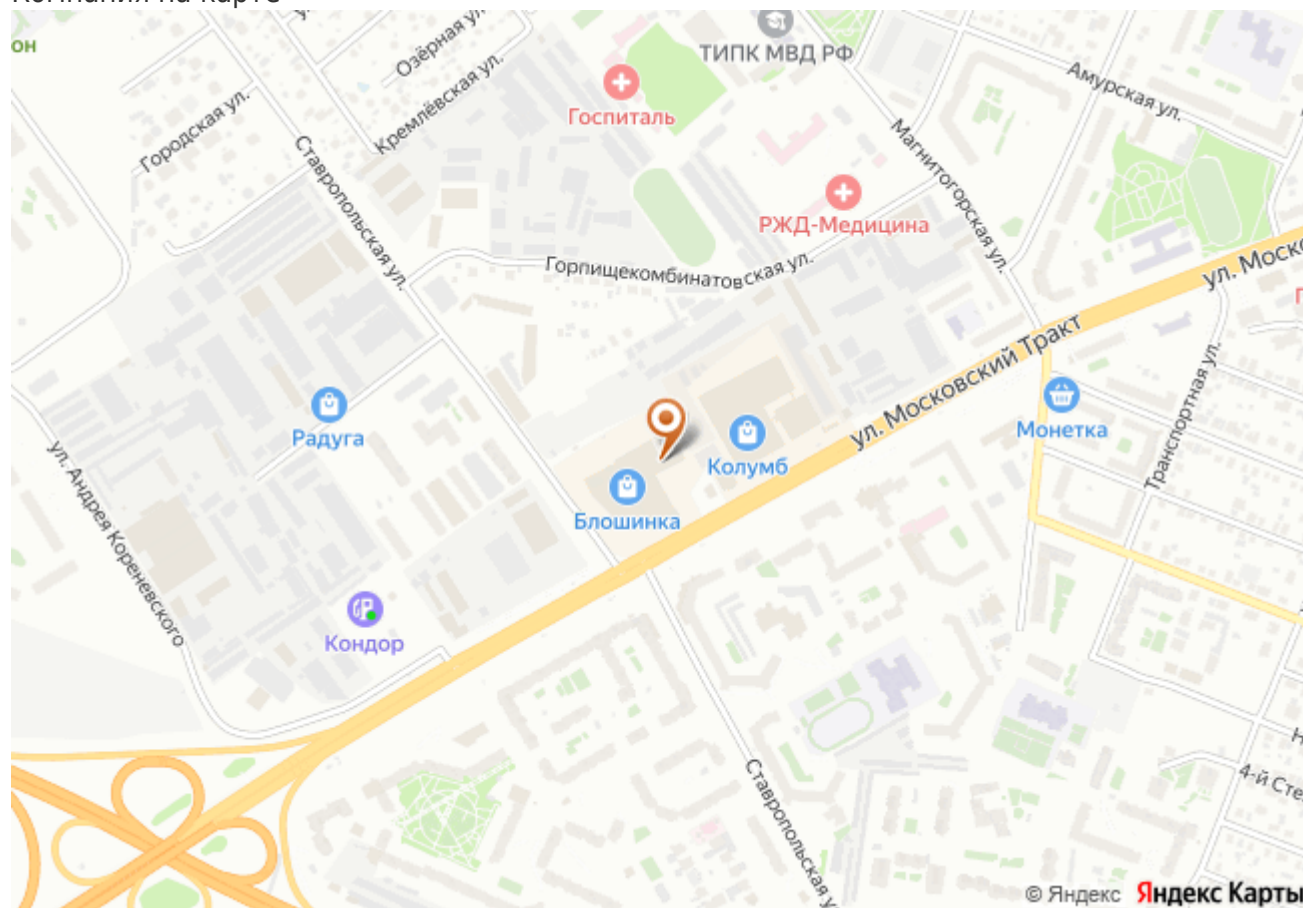 он
Озёрная ул.
ТИПК МВД РФ
Кремлёвская ул.
Госпиталь
Амурская ул.
Городская ул.
Ставропольская ул.
Магнитогорская ул.
РЖД-Медицина
Горпищекомбинатовская ул.
ул. Моск
ул. Московский Тракт
Транспортная ул.
Радуга
Колумб
Монетка
Блошинка
ул. Андрея Кореневского
Кондор
Ставропольская у
4-й Сте
© Яндекс Яндекс Карты